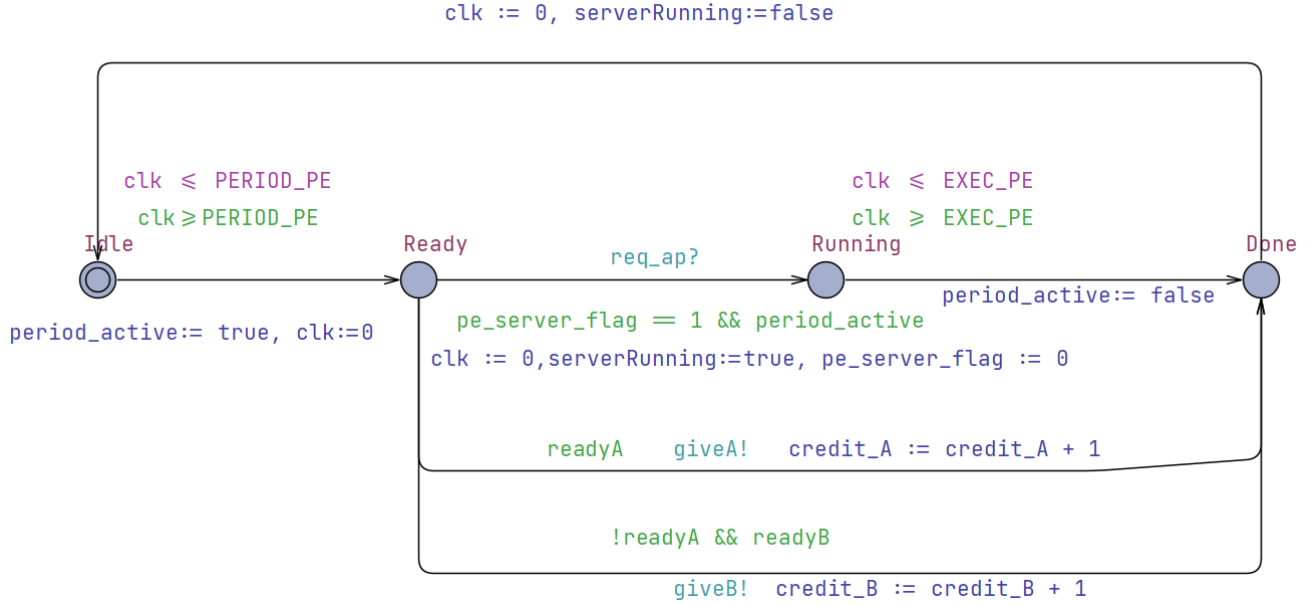 clk := 0, serverRunning:=false
clk ⩽ PERIOD_PE
clk ⩽ EXEC_PE
clk⩾PERIOD_PE
clk ⩾ EXEC_PE
Idle
Ready
Running
Done
req_ap?
period_active:= false
pe_server_flag == 1 && period_active
period_active:= true, clk:=0
clk := 0,serverRunning:=true, pe_server_flag := 0
readyA giveA! credit_A := credit_A + 1
!readyA && readyB
giveB! credit_B := credit_B + 1